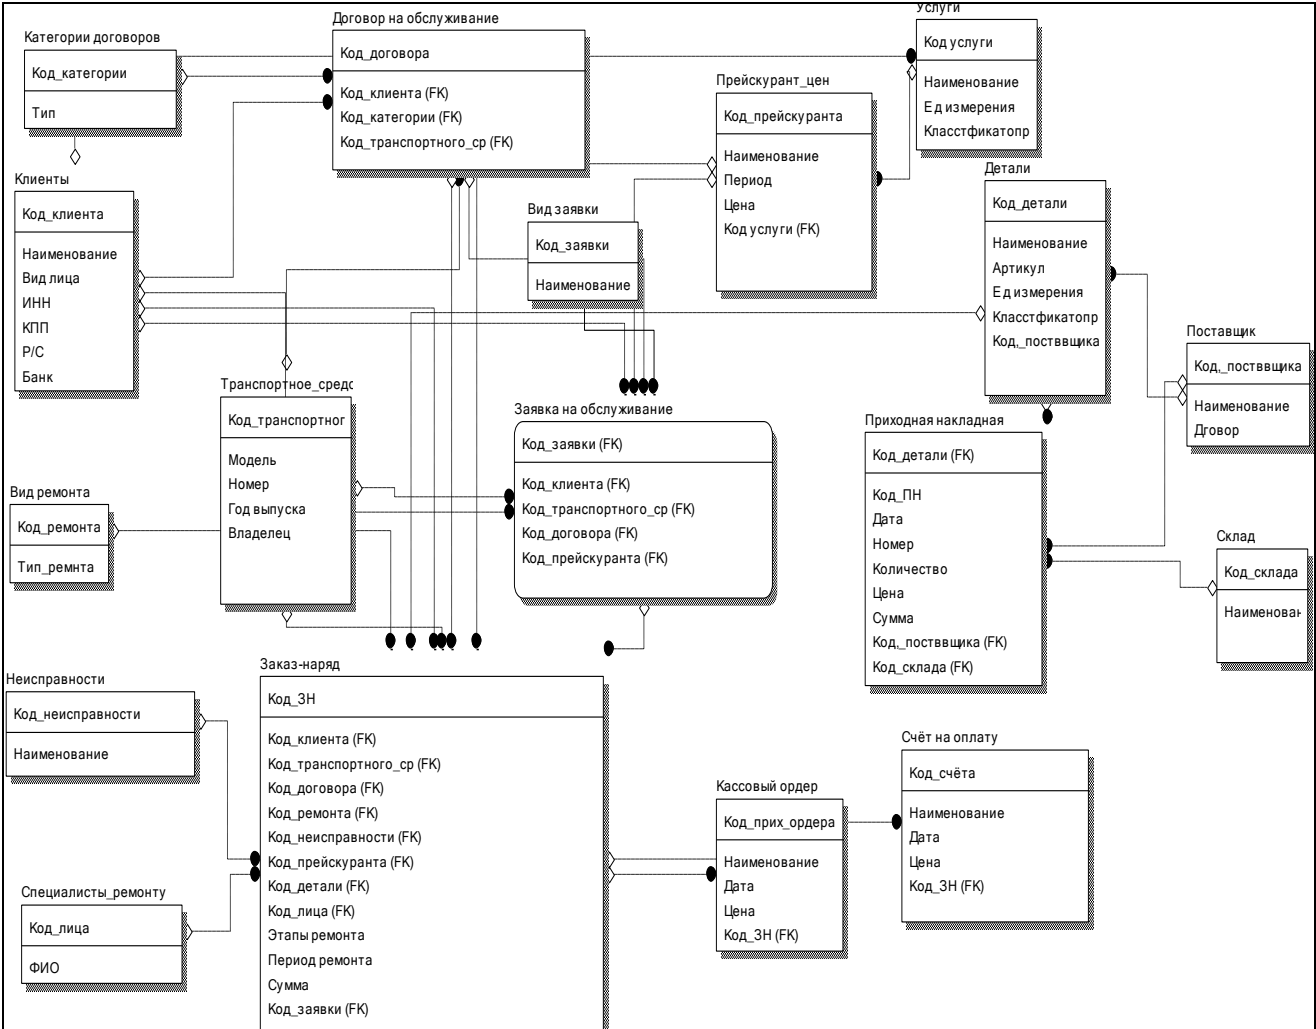 Категории договоров
Код_категории
Тип
Договор на обслуживание
Код_договора
Код_клиента (FK)
Код_категории (FK)
Код_транспортного_ср (FK)
Услуги
Код услуги
Наименование
Ед измерения
Класстфикатопр
Прейскурант_цен
Код_прейскуранта
Наименование
Период
Цена
Код услуги (FK)
Клиенты
Код_клиента
Наименование
Вид лица
ИНН
КПП
Р/С
Банк
Вид заявки
Код_заявки
Наименование
Детали
Код_детали
Наименование
Артикул
Ед измерения
Класстфикатопр
Код,_поствщика
Поставщик
Код,_поствщика
Наименование
Дговор
Транспортное_средс
Код_транспортног
Модель
Номер
Год выпуска
Владелец
Заявка на обслуживание
Код_заявки (FK)
Код_клиента (FK)
Код_транспортного_ср (FK)
Код_договора (FK)
Код_прейскуранта (FK)
Приходная накладная
Код_детали (FK)
Код_ПН
Дата
Номер
Количество
Цена
Сумма
Код,_поствщика (FK)
Код_склада (FK)
Вид ремонта
Код_ремонта
Тип_ремнта
Склад
Код_склада
Наименован
Неисправности
Код_неисправности
Наименование
Заказ-наряд
Код_ЗН
Код_клиента (FK)
Код_транспортного_ср (FK)
Код_договора (FK)
Код_ремонта (FK)
Код_неисправности (FK)
Код_прейскуранта (FK)
Код_детали (FK)
Код_лица (FK)
Этапы ремонта
Период ремонта
Сумма
Код_заявки (FK)
Специалисты_ремонту
Код_лица
ФИО
Кассовый ордер
Код_прих_ордера
Наименование
Дата
Цена
Код_ЗН (FK)
Счёт на оплату
Код_счёта
Наименование
Дата
Цена
Код_ЗН (FK)